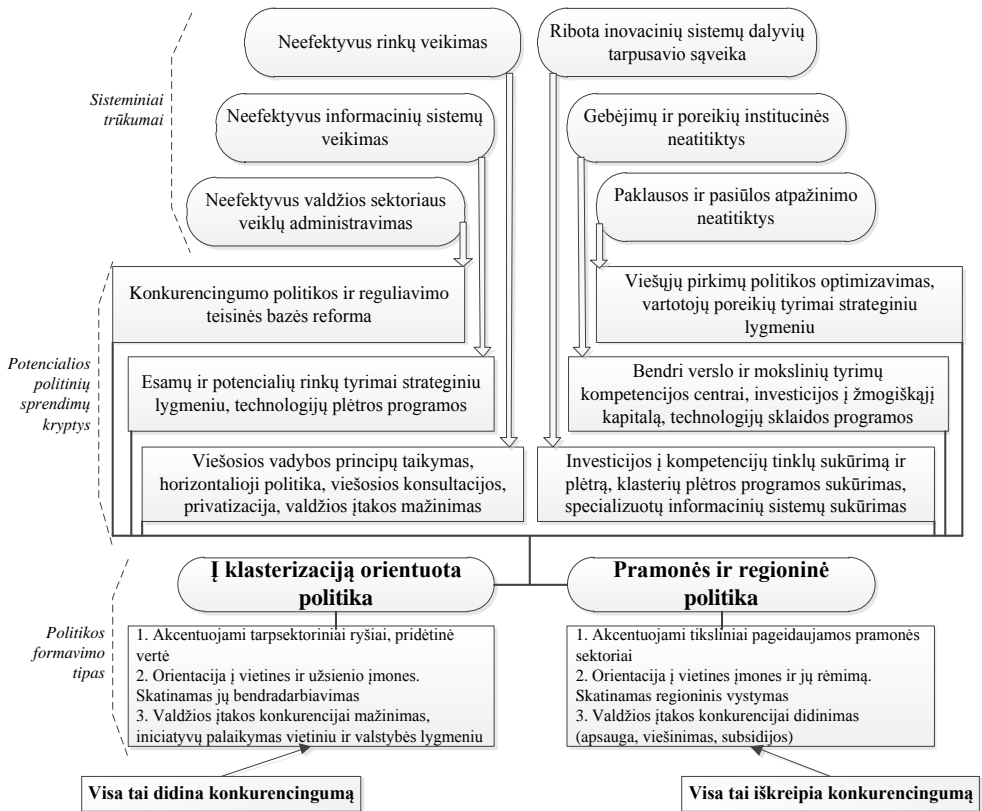 Neefektyvus rinkų veikimas
Ribota inovacinių sistemų dalyvių
tarpusavio sąveika
Sisteminiai
trūkumai
Neefektyvus informacinių sistemų
veikimas
Gebėjimų ir poreikių institucinės
neatitiktys
Neefektyvus valdžios sektoriaus
veiklų administravimas
Paklausos ir pasiūlos atpažinimo
neatitiktys
Potencialios
politinių
sprendimų
kryptys
Konkurencingumo politikos ir reguliavimo
teisinės bazės reforma
Viešųjų pirkimų politikos optimizavimas,
vartotojų poreikių tyrimai strateginiu
lygmeniu
Esamų ir potencialių rinkų tyrimai strateginiu
lygmeniu, technologijų plėtros programos
Bendri verslo ir mokslinių tyrimų
kompetencijos centrai, investicijos į žmogiškąjį
kapitalą, technologijų sklaidos programos
Viešosios vadybos principų taikymas,
horizontalioji politika, viešosios konsultacijos,
privatizacija, valdžios įtakos mažinimas
Investicijos į kompetencijų tinklų sukūrimą ir
plėtrą, klasterių plėtros programos sukūrimas,
specializuotų informacinių sistemų sukūrimas
Į klasterizaciją orientuota
politika
Pramonės ir regioninė
politika
Politikos
formavimo
tipas
1. Akcentuojami tarpsektoriniai ryšiai, pridėtinė
vertė
2. Orientacija į vietines ir užsienio įmones.
Skatinamas jų bendradarbiavimas
3. Valdžios įtakos konkurencijai mažinimas,
iniciatyvų palaikymas vietiniu ir valstybės lygmeniu
1. Akcentuojami tiksliniai pageidaujamos pramonės
sektoriai
2. Orientacija į vietines įmones ir jų rėmimą.
Skatinamas regioninis vystymas
3. Valdžios įtakos konkurencijai didinimas
(apsauga, viešinimas, subsidijos)
Visa tai didina konkurencingumą
Visa tai iškreipia konkurencingumą